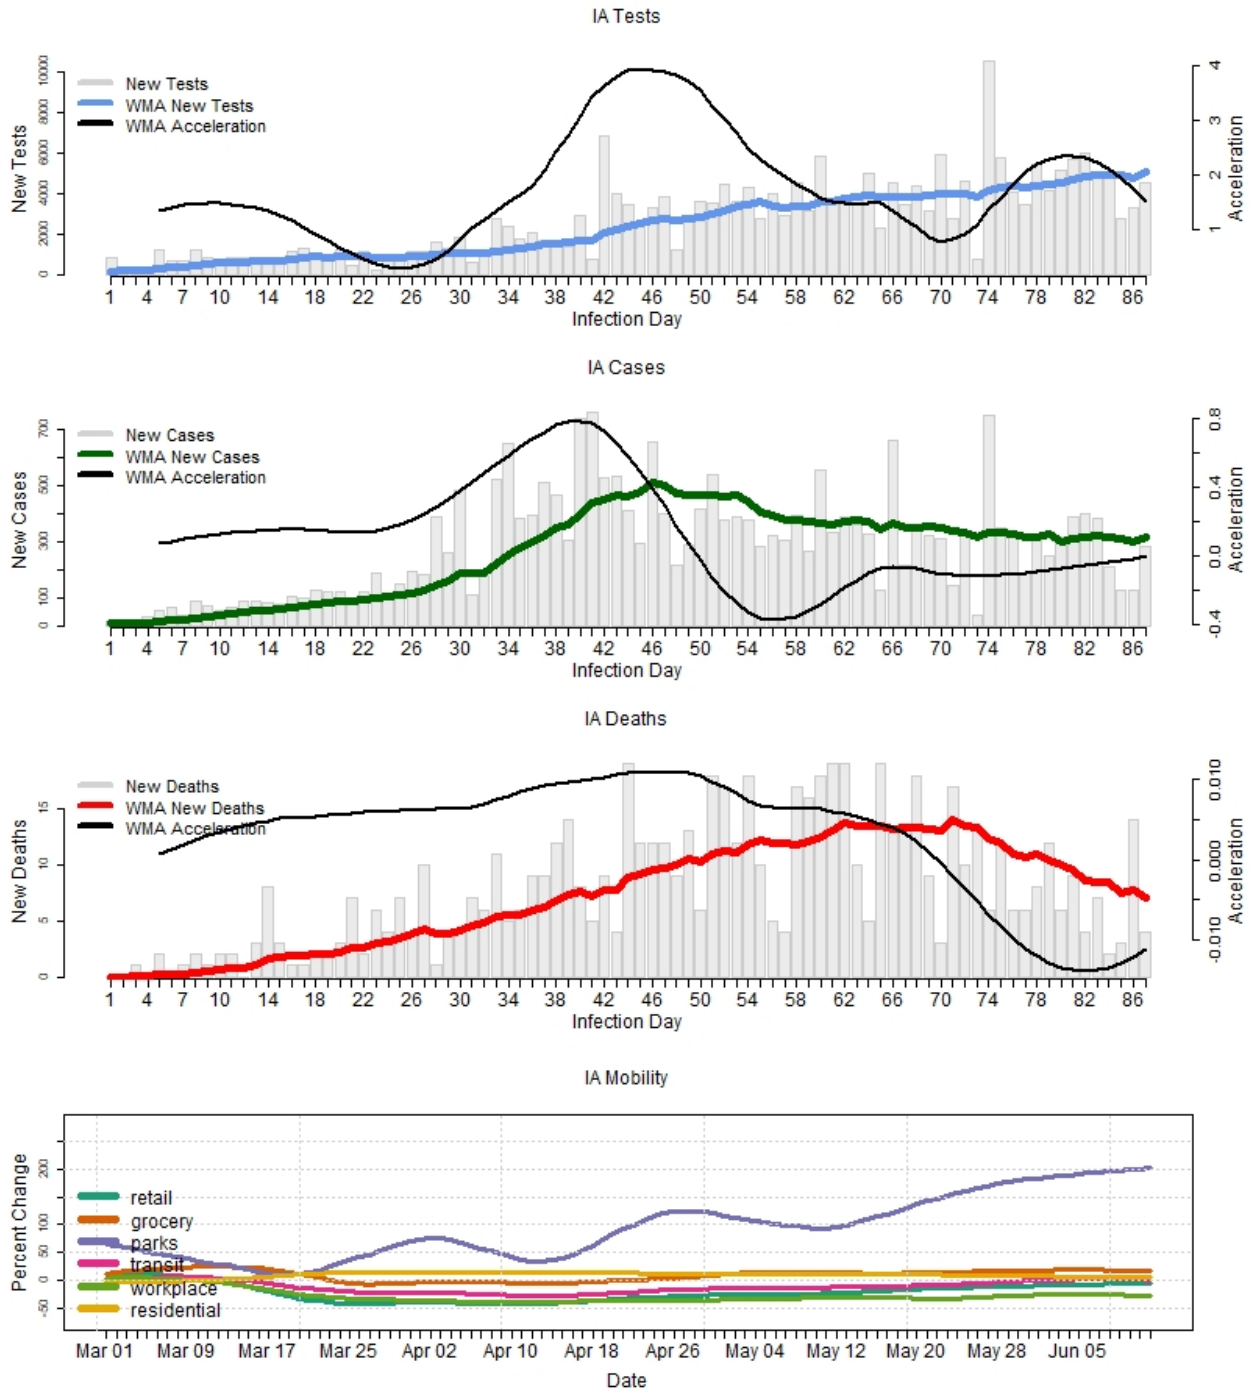 IA Tests
New Tests
WMA New Tests
WMA Acceleration
New Tests
0 2000 4000 6000 8000 10000
Acceleration
1 2 3 4
1 4 7 10 14 18 22 26 30 34 38 42 46 50 54 58 62 66 70 74 78 82 86
Infection Day
IA Cases
New Cases
WMA New Cases
WMA Acceleration
New Cases
0 100 300 500 700
Acceleration
-0.4 0.0 0.4 0.8
1 4 7 10 14 18 22 26 30 34 38 42 46 50 54 58 62 66 70 74 78 82 86
Infection Day
IA Deaths
New Deaths
WMA New Deaths
WMA Acceleration
New Deaths
0 5 10 15
Acceleration
-0.010 0.000 0.010
1 4 7 10 14 18 22 26 30 34 38 42 46 50 54 58 62 66 70 74 78 82 86
Infection Day
IA Mobility
Percent Change
-50 0 50 100 200
retail
grocery
parks
transit
workplace
residential
Mar 01 Mar 09 Mar 17 Mar 25 Apr 02 Apr 10 Apr 18 Apr 26 May 04 May 12 May 20 May 28 Jun 05
Date